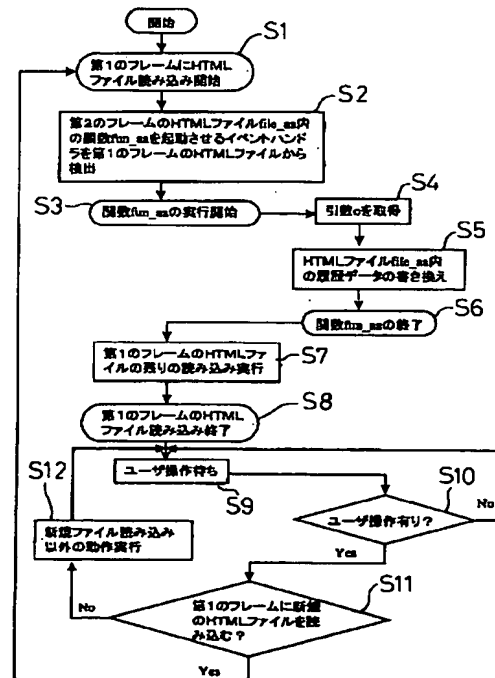 開始
S1
第1のフレームにHTML
ファイル読み込み開始
S2
第2のフレームのHTMLファイルfile_aa内
の関数fun_aaを起動させるイベントハンド
ラを第1のフレームのHTMLファイルから
検出
S3
関数fun_aaの実行開始
S4
引数cを取得
S5
HTMLファイルfile_aa内
の履歴データの書き換え
S6
関数fun_aaの終了
S7
第1のフレームのHTMLファ
イルの残りの読み込み実行
S8
第1のフレームのHTML
ファイル読み込み終了
S9
ユーザ操作待ち
S10
ユーザ操作有り?
No
Yes
S11
第1のフレームに新規
のHTMLファイルを読
み込む?
No
Yes
S12
新規ファイル読み込み
以外の動作実行